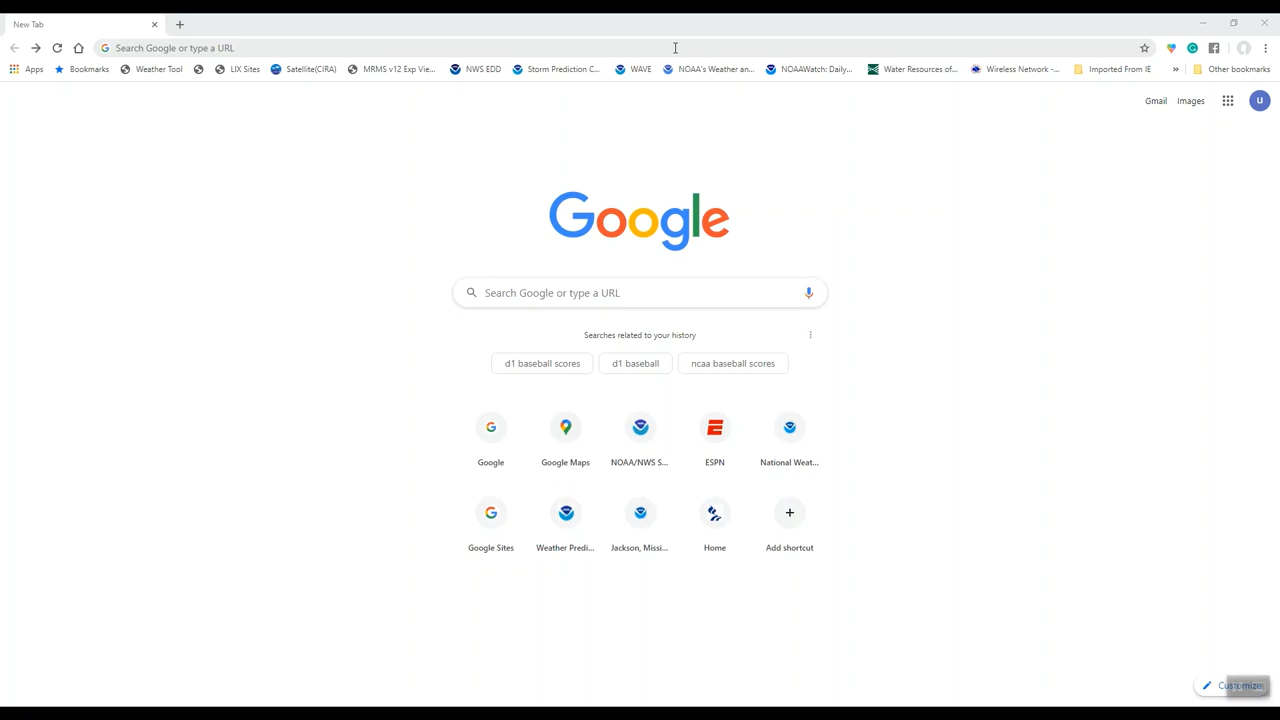 New Tab
Search Google or type a URL
Apps Bookmarks Weather Tool LIX Sites Satellite(CIRA) MRMS v12 Exp Vie... NWS EDD Storm Prediction C... WAVE NOAA's Weather an... NOAAWatch: Daily... Water Resources of... Wireless Network -... Imported From IE » Other bookmarks
Gmail Images u
Google
Search Google or type a URL
Searches related to your history
d1 baseball scores d1 baseball ncaa baseball scores
Google Google Maps NOAA/NWS S... ESPN National Weat...
Google Sites Weather Predi... Jackson, Missi... Home Add shortcut
Customize